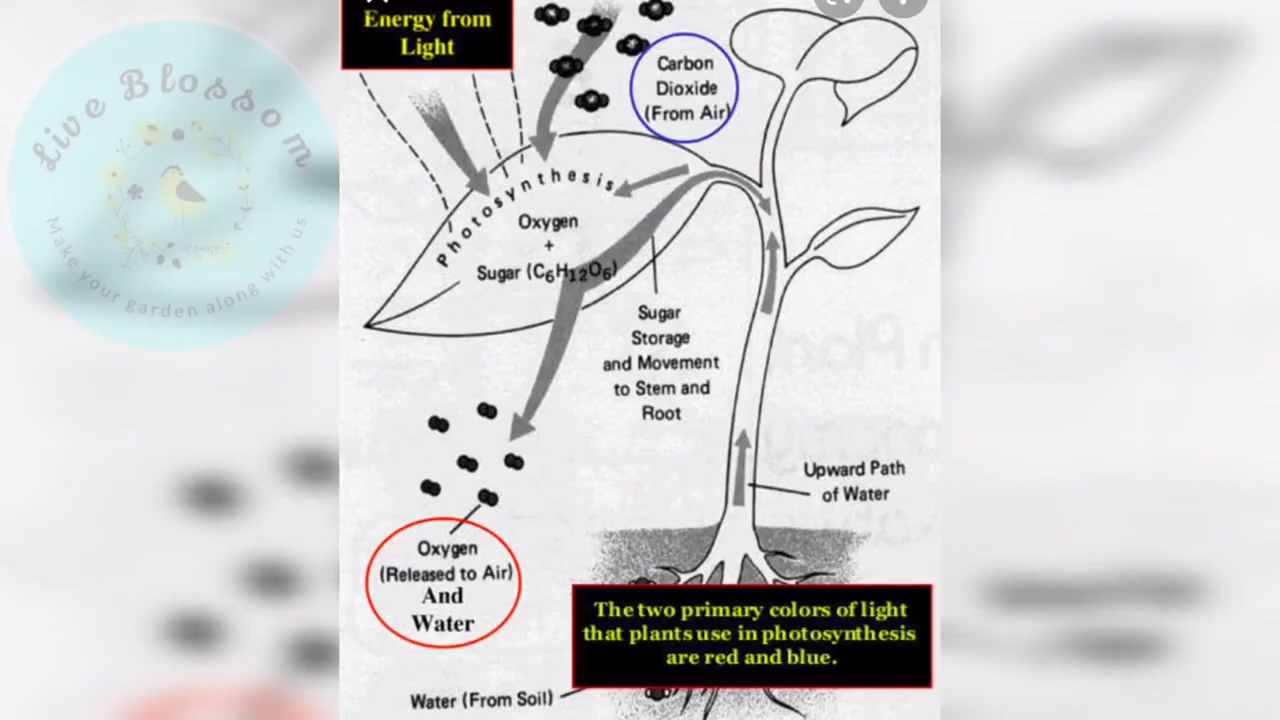 Energy from
Light
Live Blossom
Make your garden along with us
Carbon
Dioxide
(From Air)
Photosynthesis
Oxygen
+
Sugar (C₆H₁₂O₆)
Sugar
Storage
and Movement
to Stem and
Root
Upward Path
of Water
Oxygen
(Released to Air)
And
Water
The two primary colors of light
that plants use in photosynthesis
are red and blue.
Water (From Soil)